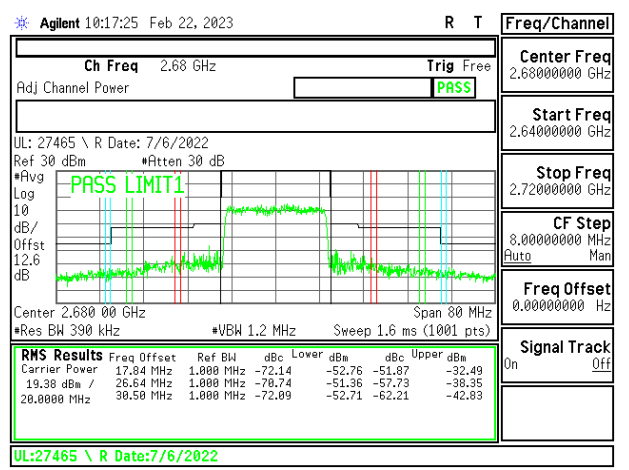 Agilent 10:17:25 Feb 22, 2023 R T Freq/Channel
Ch Freq 2.68 GHz Trig Free
Adj Channel Power PASS
UL: 27465 \ R Date: 7/6/2022
Ref 30 dBm #Atten 30 dB
#Avg
Log
10
dB/
Offst
12.6
dB
PASS LIMIT1
Center 2.680 00 GHz Span 80 MHz
#Res BW 390 kHz #VBW 1.2 MHz Sweep 1.6 ms (1001 pts)
RMS Results Freq Offset Ref BW dBc Lower dBm dBc Upper dBm
Carrier Power 17.84 MHz 1.000 MHz -72.14 -52.76 -51.87 -32.49
19.38 dBm / 26.64 MHz 1.000 MHz -70.74 -51.36 -57.73 -38.35
20.0000 MHz 30.50 MHz 1.000 MHz -72.09 -52.71 -62.21 -42.83
UL:27465 \ R Date:7/6/2022
Center Freq
2.68000000 GHz
Start Freq
2.64000000 GHz
Stop Freq
2.72000000 GHz
CF Step
8.00000000 MHz
Auto Man
Freq Offset
0.00000000 Hz
Signal Track
On Off